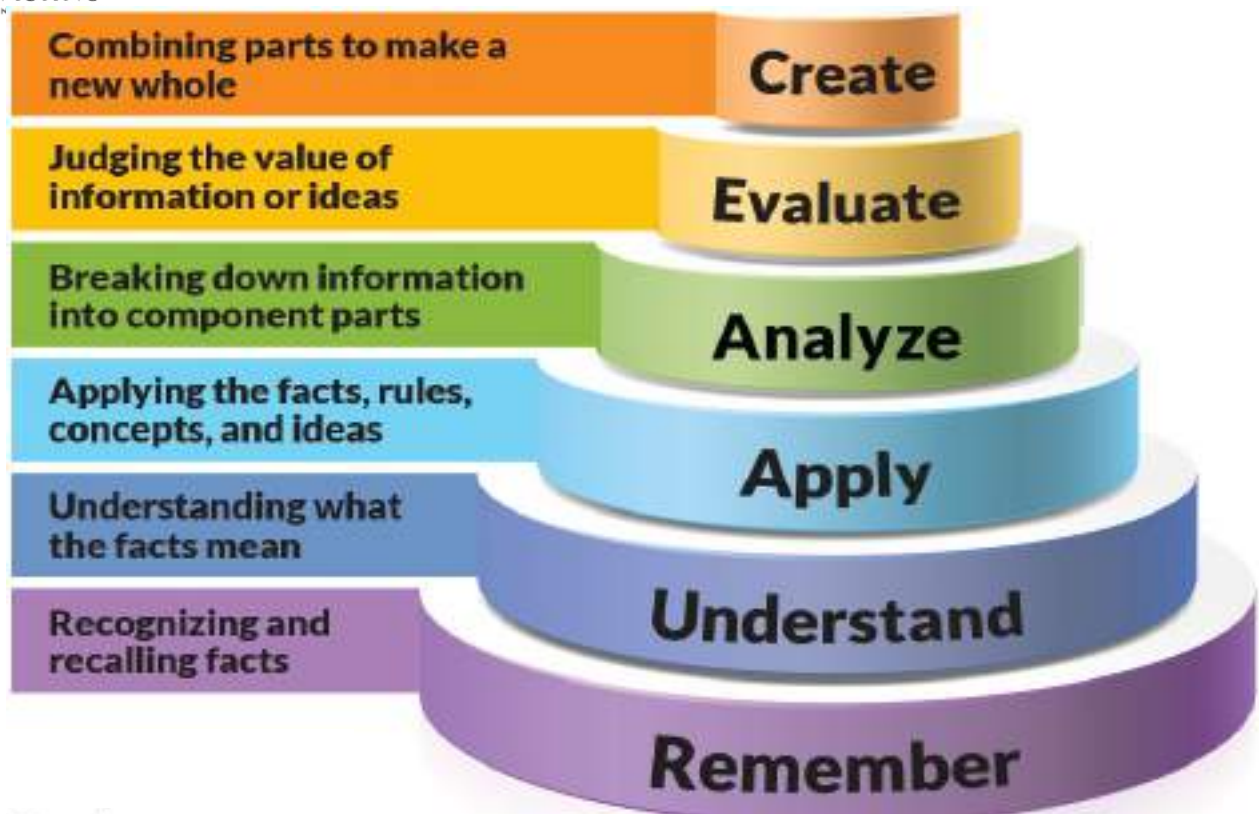 Combining parts to make a
new whole
Create
Judging the value of
information or ideas
Evaluate
Breaking down information
into component parts
Analyze
Applying the facts, rules,
concepts, and ideas
Apply
Understanding what
the facts mean
Understand
Recognizing and
recalling facts
Remember